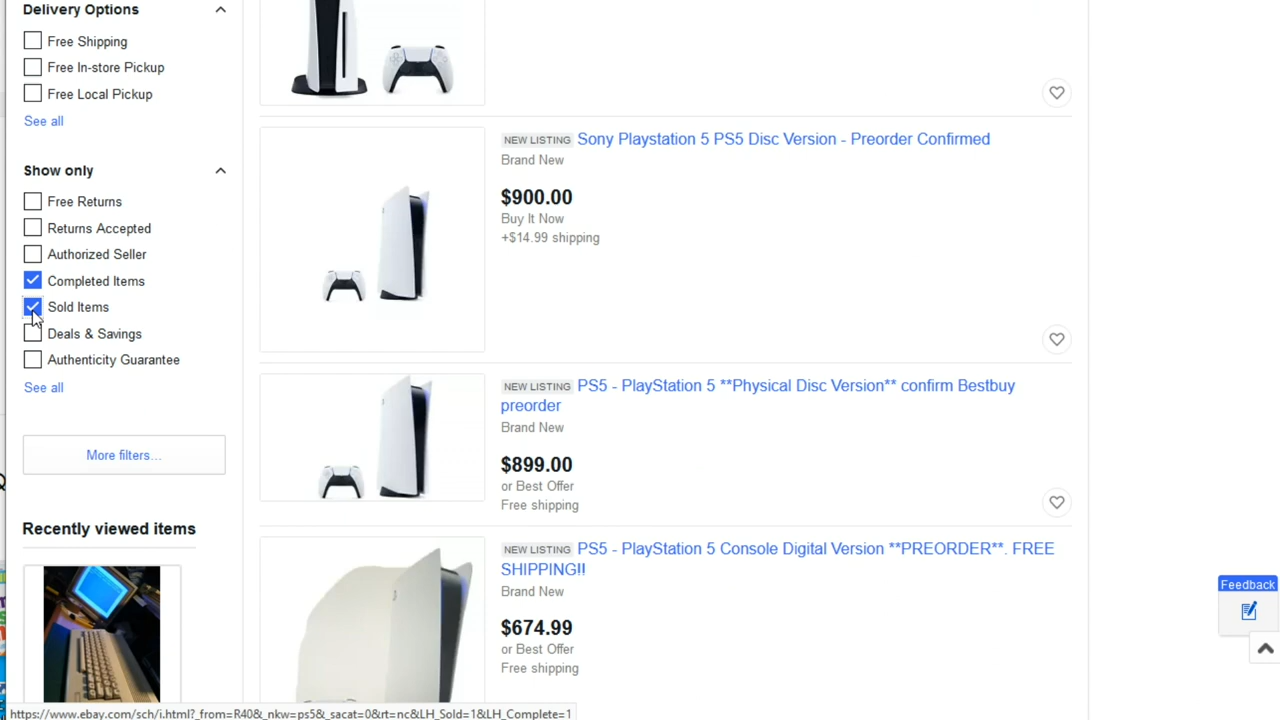 Delivery Options
Free Shipping
Free In-store Pickup
Free Local Pickup
See all
Show only
Free Returns
Returns Accepted
Authorized Seller
Completed Items
Sold Items
Deals & Savings
Authenticity Guarantee
See all
More filters...
Recently viewed items
NEW LISTING Sony Playstation 5 PS5 Disc Version - Preorder Confirmed
Brand New
$900.00
Buy It Now
+$14.99 shipping
NEW LISTING PS5 - PlayStation 5 **Physical Disc Version** confirm Bestbuy
preorder
Brand New
$899.00
or Best Offer
Free shipping
NEW LISTING PS5 - PlayStation 5 Console Digital Version **PREORDER**. FREE
SHIPPING!!
Brand New
$674.99
or Best Offer
Free shipping
Feedback
https://www.ebay.com/sch/i.html?_from=R40&_nkw=ps5&_sacat=0&rt=nc&LH_Sold=1&LH_Complete=1